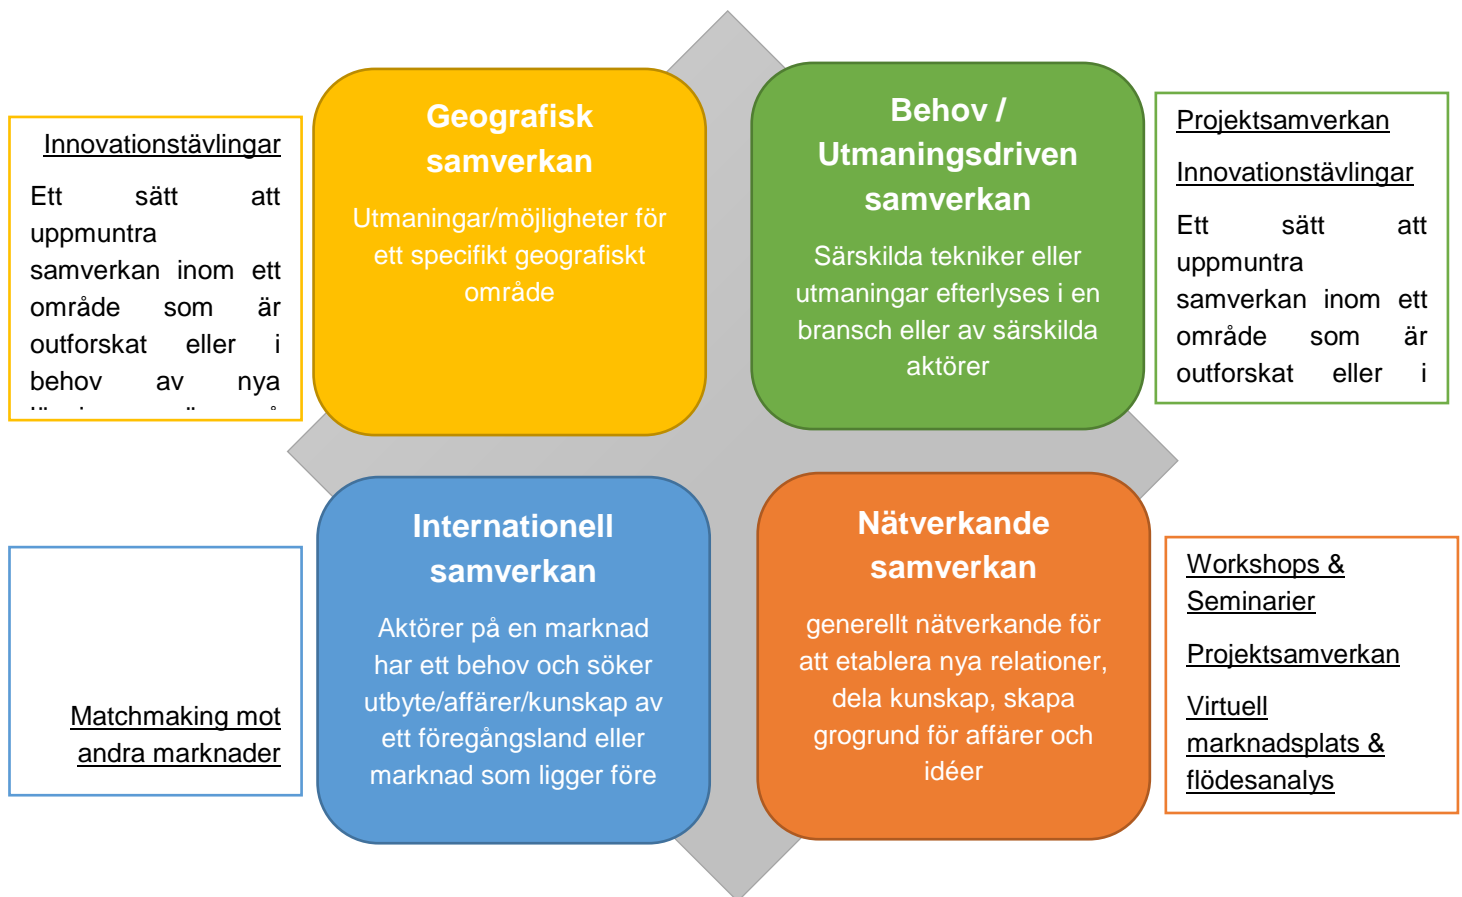 Innovationstävlingar
Ett sätt att
uppmuntra
samverkan inom ett
område som är
outforskat eller i
behov av nya
Geografisk
samverkan
Utmaningar/möjligheter för
ett specifikt geografiskt
område
Behov /
Utmaningsdriven
samverkan
Särskilda tekniker eller
utmaningar efterlyses i en
bransch eller av särskilda
aktörer
Projektsamverkan
Innovationstävlingar
Ett sätt att
uppmuntra
samverkan inom ett
område som är
outforskat eller i
Matchmaking mot
andra marknader
Internationell
samverkan
Aktörer på en marknad
har ett behov och söker
utbyte/affärer/kunskap av
ett föregångsland eller
marknad som ligger före
Nätverkande
samverkan
generellt nätverkande för
att etablera nya relationer,
dela kunskap, skapa
grogrund för affärer och
idéer
Workshops &
Seminarier
Projektsamverkan
Virtuell
marknadsplats &
flödesanalys